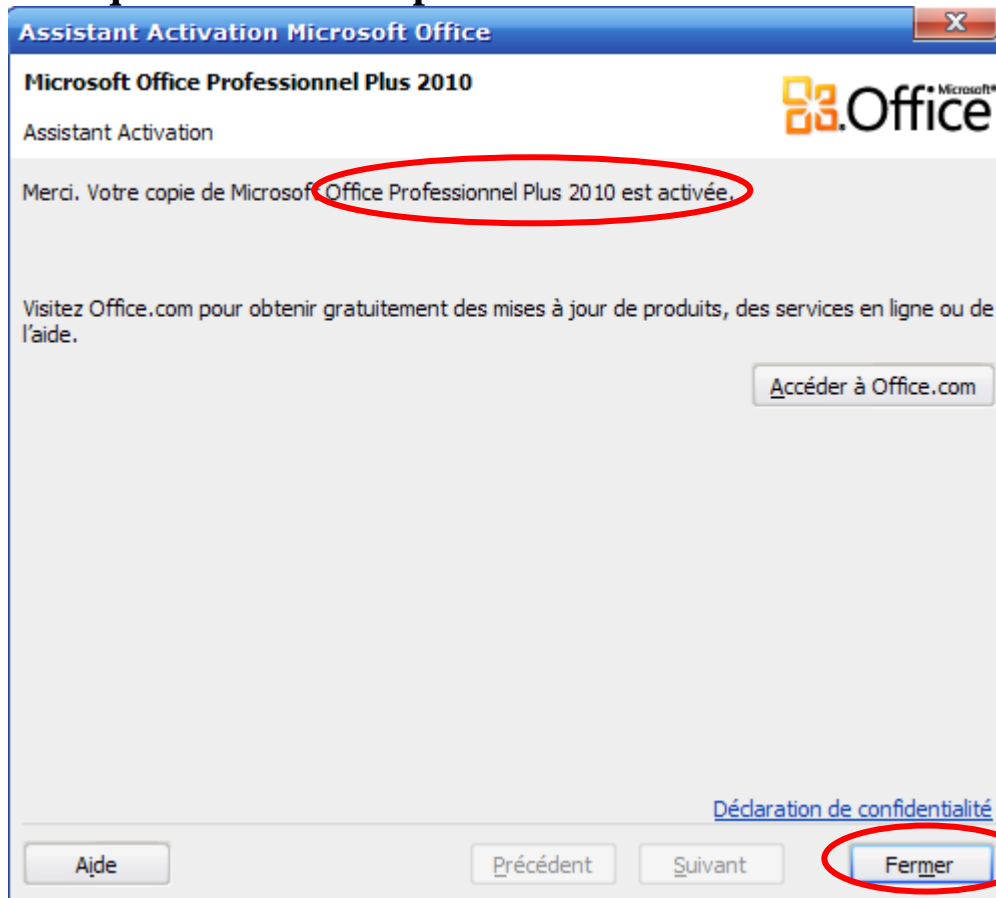 Assistant Activation Microsoft Office
X
Microsoft Office Professionnel Plus 2010
Microsoft
Office
Assistant Activation
Merci. Votre copie de Microsoft Office Professionnel Plus 2010 est activée.
Visitez Office.com pour obtenir gratuitement des mises à jour de produits, des services en ligne ou de
l'aide.
Accéder à Office.com
Déclaration de confidentialité
Aide
Précédent
Suivant
Fermer